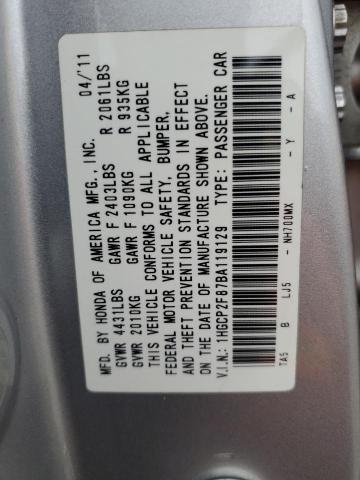 MFD. BY HONDA OF AMERICA MFG., INC. 04/'11
GVWR 4431LBS GAWR F 2403LBS R 2061LBS
GVWR 2010KG GAWR F 1090KG R 935KG
THIS VEHICLE CONFORMS TO ALL APPLICABLE
FEDERAL MOTOR VEHICLE SAFETY, BUMPER,
AND THEFT PREVENTION STANDARDS IN EFFECT
ON THE DATE OF MANUFACTURE SHOWN ABOVE.
V.I.N.: 1HGCP2F87BA119129 TYPE: PASSENGER CAR
TA5 B LJ5 - NH700MX - Y - A